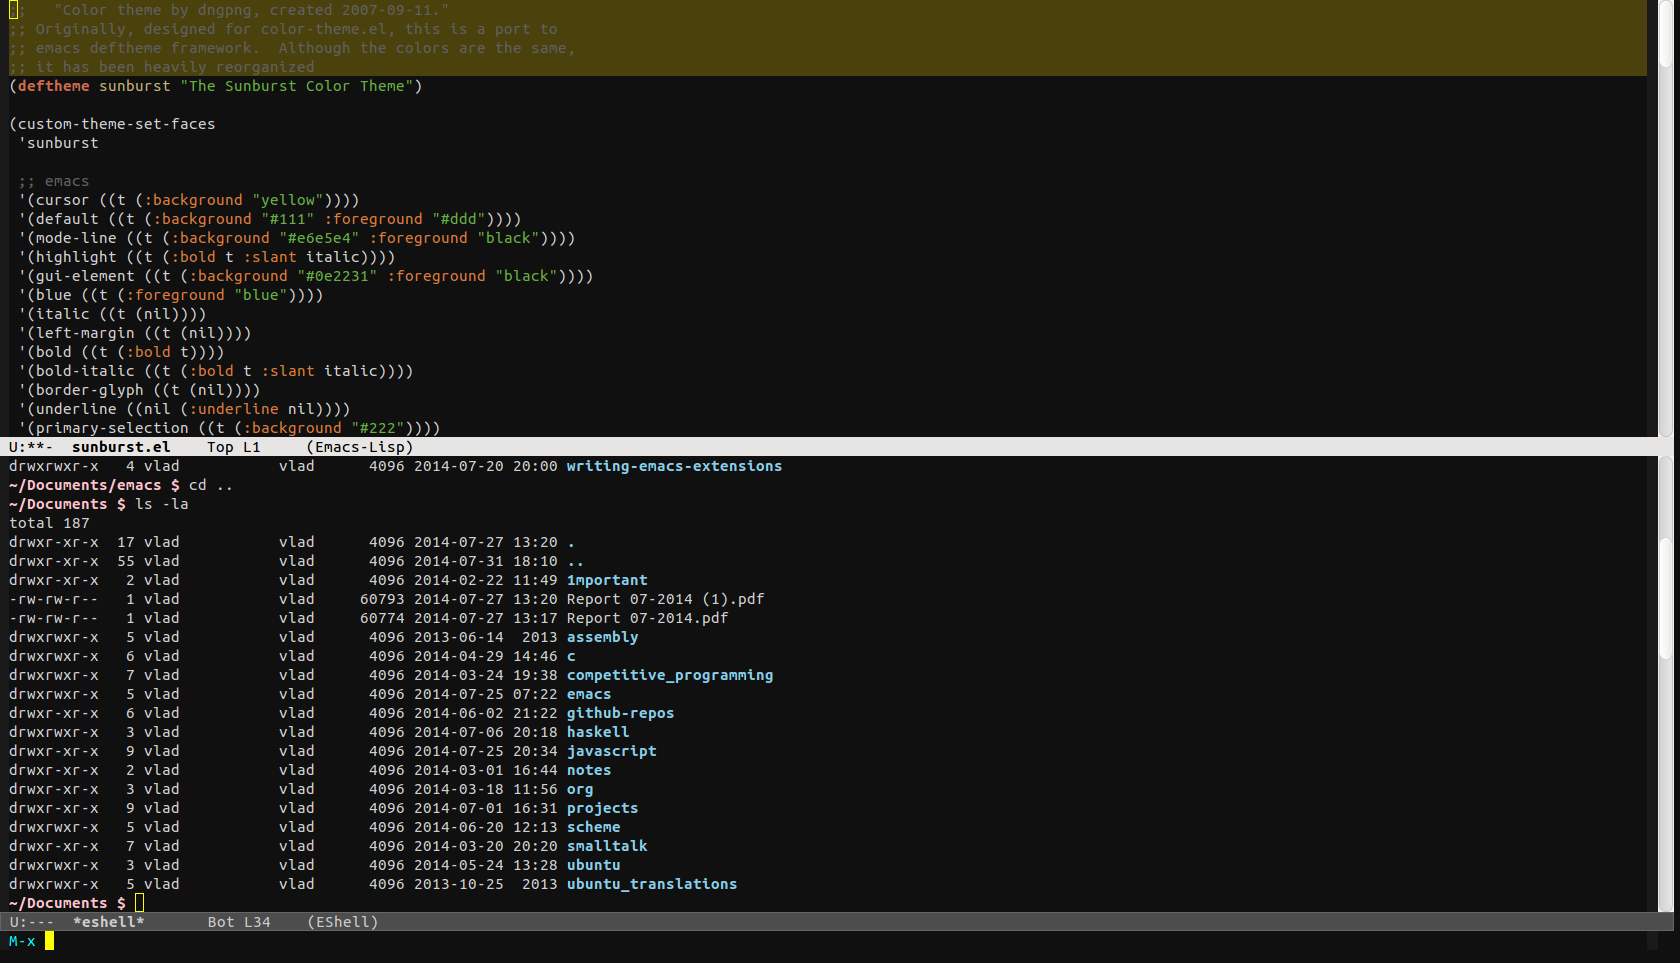 ;;   "Color theme by dngpng, created 2007-09-11."
;; Originally, designed for color-theme.el, this is a port to
;; emacs deftheme framework.  Although the colors are the same,
;; it has been heavily reorganized
(deftheme sunburst "The Sunburst Color Theme")
(custom-theme-set-faces
 'sunburst
 ;; emacs
 '(cursor ((t (:background "yellow"))))
 '(default ((t (:background "#111" :foreground "#ddd"))))
 '(mode-line ((t (:background "#e6e5e4" :foreground "black"))))
 '(highlight ((t (:bold t :slant italic))))
 '(gui-element ((t (:background "#0e2231" :foreground "black"))))
 '(blue ((t (:foreground "blue"))))
 '(italic ((t (nil))))
 '(left-margin ((t (nil))))
 '(bold ((t (:bold t))))
 '(bold-italic ((t (:bold t :slant italic))))
 '(border-glyph ((t (nil))))
 '(underline ((nil (:underline nil))))
 '(primary-selection ((t (:background "#222"))))
U:**-  sunburst.el    Top L1     (Emacs-Lisp)
drwxrwxr-x   4 vlad           vlad      4096 2014-07-20 20:00 writing-emacs-extensions
~/Documents/emacs $ cd ..
~/Documents $ ls -la
total 187
drwxr-xr-x  17 vlad           vlad      4096 2014-07-27 13:20 .
drwxr-xr-x  55 vlad           vlad      4096 2014-07-31 18:10 ..
drwxr-xr-x   2 vlad           vlad      4096 2014-02-22 11:49 1mportant
-rw-rw-r--   1 vlad           vlad     60793 2014-07-27 13:20 Report 07-2014 (1).pdf
-rw-rw-r--   1 vlad           vlad     60774 2014-07-27 13:17 Report 07-2014.pdf
drwxrwxr-x   5 vlad           vlad      4096 2013-06-14  2013 assembly
drwxrwxr-x   6 vlad           vlad      4096 2014-04-29 14:46 c
drwxrwxr-x   7 vlad           vlad      4096 2014-03-24 19:38 competitive_programming
drwxrwxr-x   5 vlad           vlad      4096 2014-07-25 07:22 emacs
drwxr-xr-x   6 vlad           vlad      4096 2014-06-02 21:22 github-repos
drwxrwxr-x   3 vlad           vlad      4096 2014-07-06 20:18 haskell
drwxr-xr-x   9 vlad           vlad      4096 2014-07-25 20:34 javascript
drwxr-xr-x   2 vlad           vlad      4096 2014-03-01 16:44 notes
drwxr-xr-x   3 vlad           vlad      4096 2014-03-18 11:56 org
drwxr-xr-x   9 vlad           vlad      4096 2014-07-01 16:31 projects
drwxrwxr-x   5 vlad           vlad      4096 2014-06-20 12:13 scheme
drwxr-xr-x   7 vlad           vlad      4096 2014-03-20 20:20 smalltalk
drwxrwxr-x   3 vlad           vlad      4096 2014-05-24 13:28 ubuntu
drwxrwxr-x   5 vlad           vlad      4096 2013-10-25  2013 ubuntu_translations
~/Documents $
U:---  *eshell*       Bot L34    (EShell)
M-x